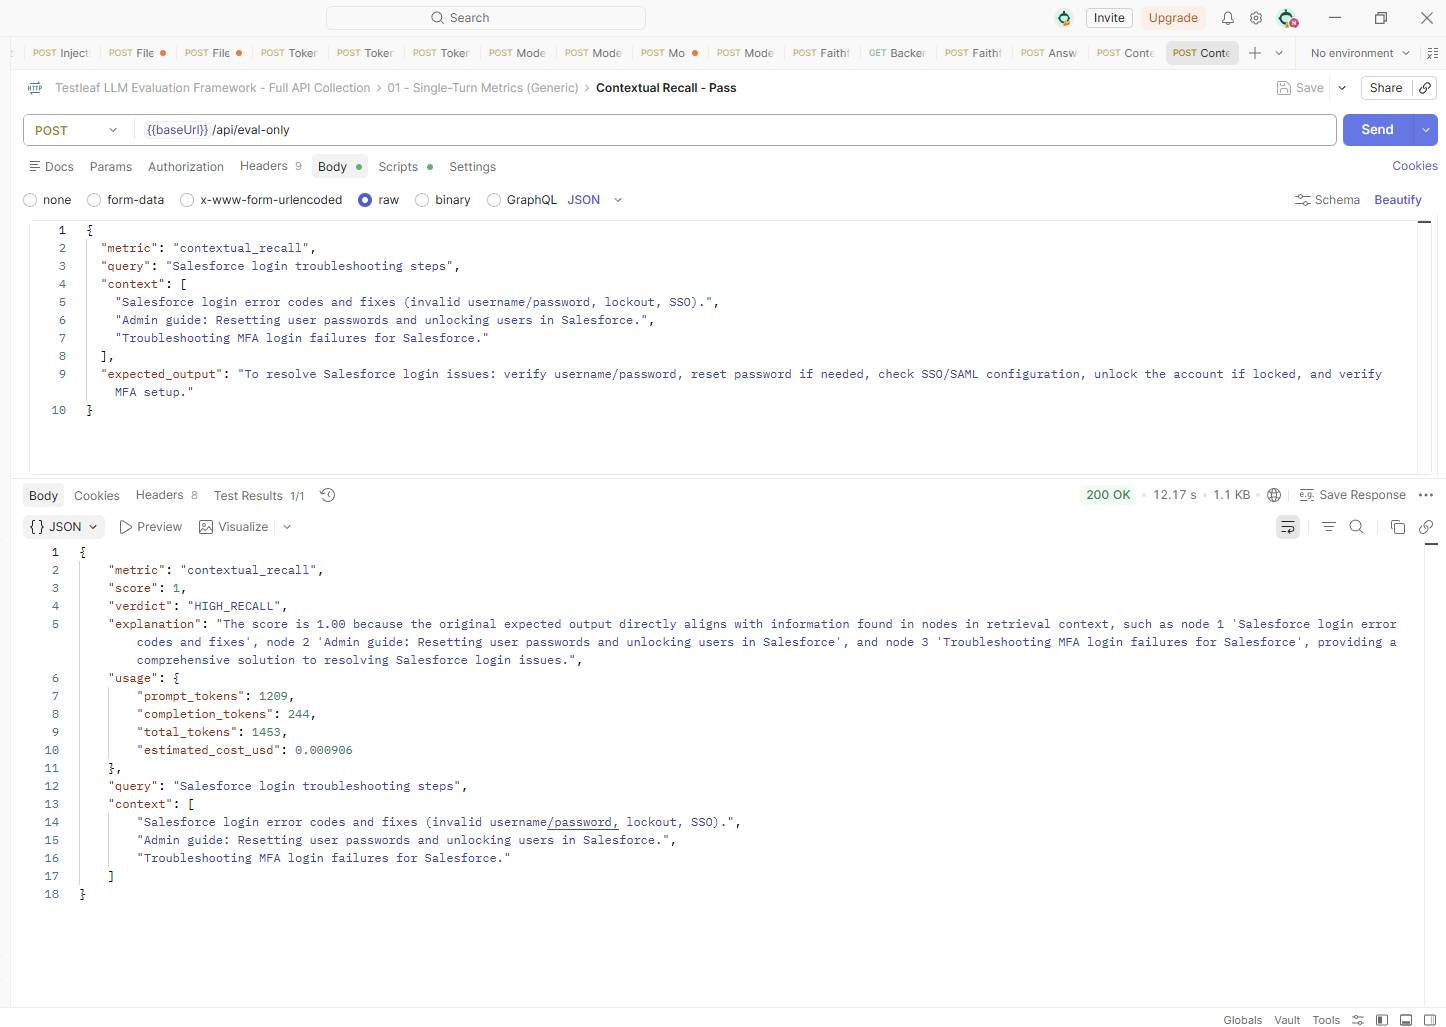 Search
Invite
Upgrade
POST Inject
POST File
POST File
POST Token
POST Token
POST Token
POST Mode
POST Mode
POST Mo
POST Mode
POST Faith
GET Backer
POST Faith
POST Answ
POST Conte
POST Conte
No environment
HTTP
Testleaf LLM Evaluation Framework - Full API Collection > 01 - Single-Turn Metrics (Generic) > Contextual Recall - Pass
Save
Share
POST
{{baseUrl}} /api/eval-only
Send
Docs Params Authorization Headers 9 Body Scripts Settings
Cookies
none form-data x-www-form-urlencoded raw binary GraphQL JSON
Schema Beautify
1 {
2 "metric": "contextual_recall",
3 "query": "Salesforce login troubleshooting steps",
4 "context": [
5 "Salesforce login error codes and fixes (invalid username/password, lockout, SSO).",
6 "Admin guide: Resetting user passwords and unlocking users in Salesforce.",
7 "Troubleshooting MFA login failures for Salesforce."
8 ],
9 "expected_output": "To resolve Salesforce login issues: verify username/password, reset password if needed, check SSO/SAML configuration, unlock the account if locked, and verify
MFA setup."
10 }
Body Cookies Headers 8 Test Results 1/1
200 OK • 12.17 s • 1.1 KB
e.g. Save Response
{} JSON Preview Visualize
1 {
2 "metric": "contextual_recall",
3 "score": 1,
4 "verdict": "HIGH_RECALL",
5 "explanation": "The score is 1.00 because the original expected output directly aligns with information found in nodes in retrieval context, such as node 1 'Salesforce login error
codes and fixes', node 2 'Admin guide: Resetting user passwords and unlocking users in Salesforce', and node 3 'Troubleshooting MFA login failures for Salesforce', providing a
comprehensive solution to resolving Salesforce login issues.",
6 "usage": {
7 "prompt_tokens": 1209,
8 "completion_tokens": 244,
9 "total_tokens": 1453,
10 "estimated_cost_usd": 0.000906
11 },
12 "query": "Salesforce login troubleshooting steps",
13 "context": [
14 "Salesforce login error codes and fixes (invalid username/password, lockout, SSO).",
15 "Admin guide: Resetting user passwords and unlocking users in Salesforce.",
16 "Troubleshooting MFA login failures for Salesforce."
17 ]
18 }
Globals Vault Tools